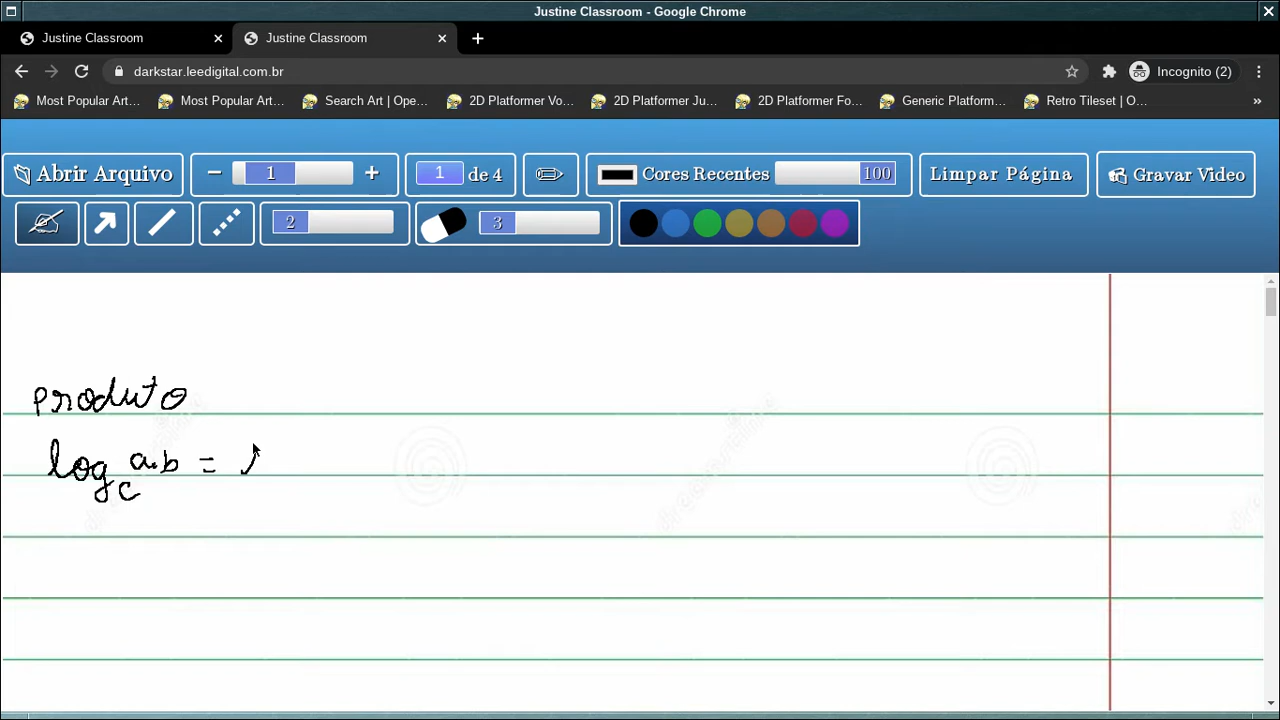 Justine Classroom - Google Chrome
Justine Classroom
Justine Classroom
darkstar.leedigital.com.br
Incognito (2)
Most Popular Art...
Most Popular Art...
Search Art | Ope...
2D Platformer Vo...
2D Platformer Ju...
2D Platformer Fo...
Generic Platform...
Retro Tileset | O...
»
Abrir Arquivo
− 1 +
1 de 4
Cores Recentes
100
Limpar Página
Gravar Video
2
3
produto
log_c a.b =